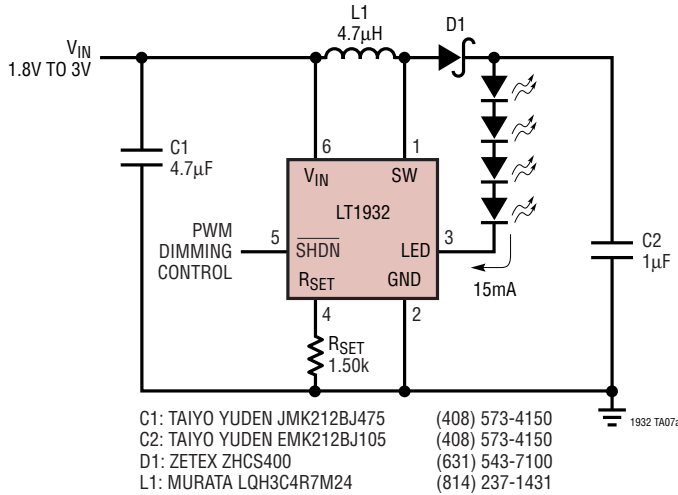 L1
4.7µH
D1
VIN
1.8V TO 3V
C1
4.7µF
6
1
VIN
SW
LT1932
PWM
DIMMING
CONTROL
5
SHDN
LED
3
RSET
GND
15mA
C2
1µF
4
2
RSET
1.50k
C1: TAIYO YUDEN JMK212BJ475 (408) 573-4150
C2: TAIYO YUDEN EMK212BJ105 (408) 573-4150
D1: ZETEX ZHCS400 (631) 543-7100
L1: MURATA LQH3C4R7M24 (814) 237-1431
1932 TA07a